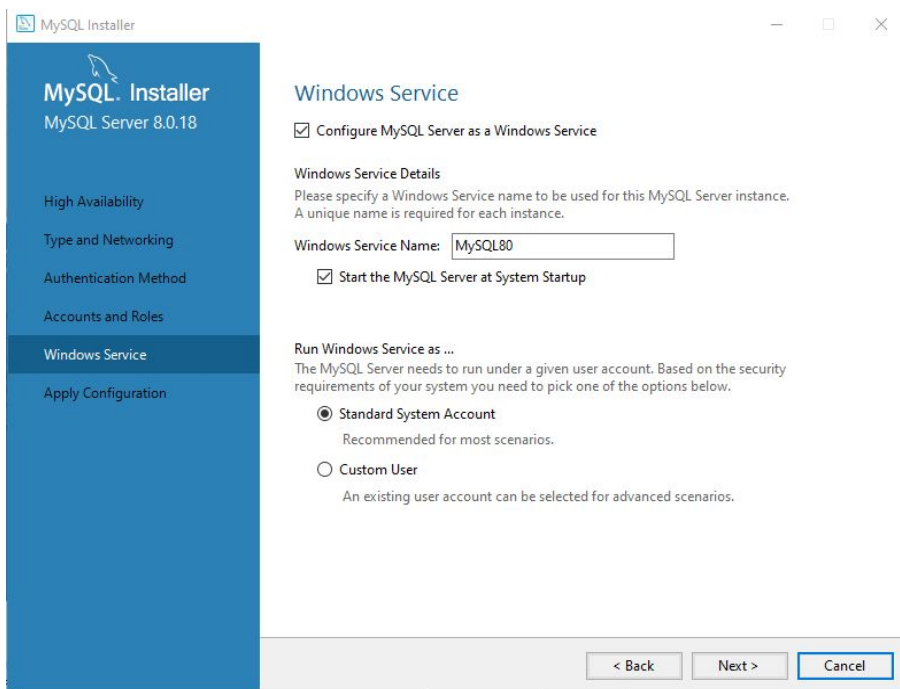 MySQL Installer
MySQL. Installer
MySQL Server 8.0.18
High Availability
Type and Networking
Authentication Method
Accounts and Roles
Windows Service
Apply Configuration
Windows Service
Configure MySQL Server as a Windows Service
Windows Service Details
Please specify a Windows Service name to be used for this MySQL Server instance.
A unique name is required for each instance.
Windows Service Name: MySQL80
Start the MySQL Server at System Startup
Run Windows Service as ...
The MySQL Server needs to run under a given user account. Based on the security
requirements of your system you need to pick one of the options below.
Standard System Account
Recommended for most scenarios.
Custom User
An existing user account can be selected for advanced scenarios.
< Back Next > Cancel